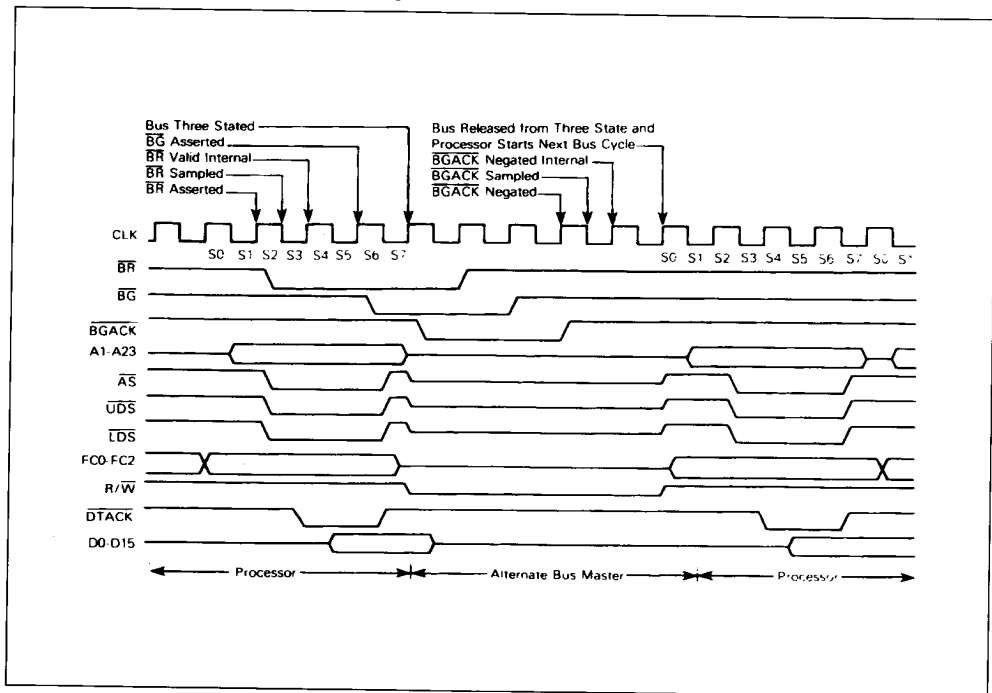 Bus Three Stated
BG Asserted
BR Valid Internal
BR Sampled
BR Asserted
Bus Released from Three State and
Processor Starts Next Bus Cycle
BGACK Negated Internal
BGACK Sampled
BGACK Negated
CLK
S0 S1 S2 S3 S4 S5 S6 S7 S0 S1 S2 S3 S4 S5 S6 S7 S0 S1
BR
BG
BGACK
A1-A23
AS
UDS
LDS
FC0-FC2
R/W
DTACK
D0-D15
Processor Alternate Bus Master Processor